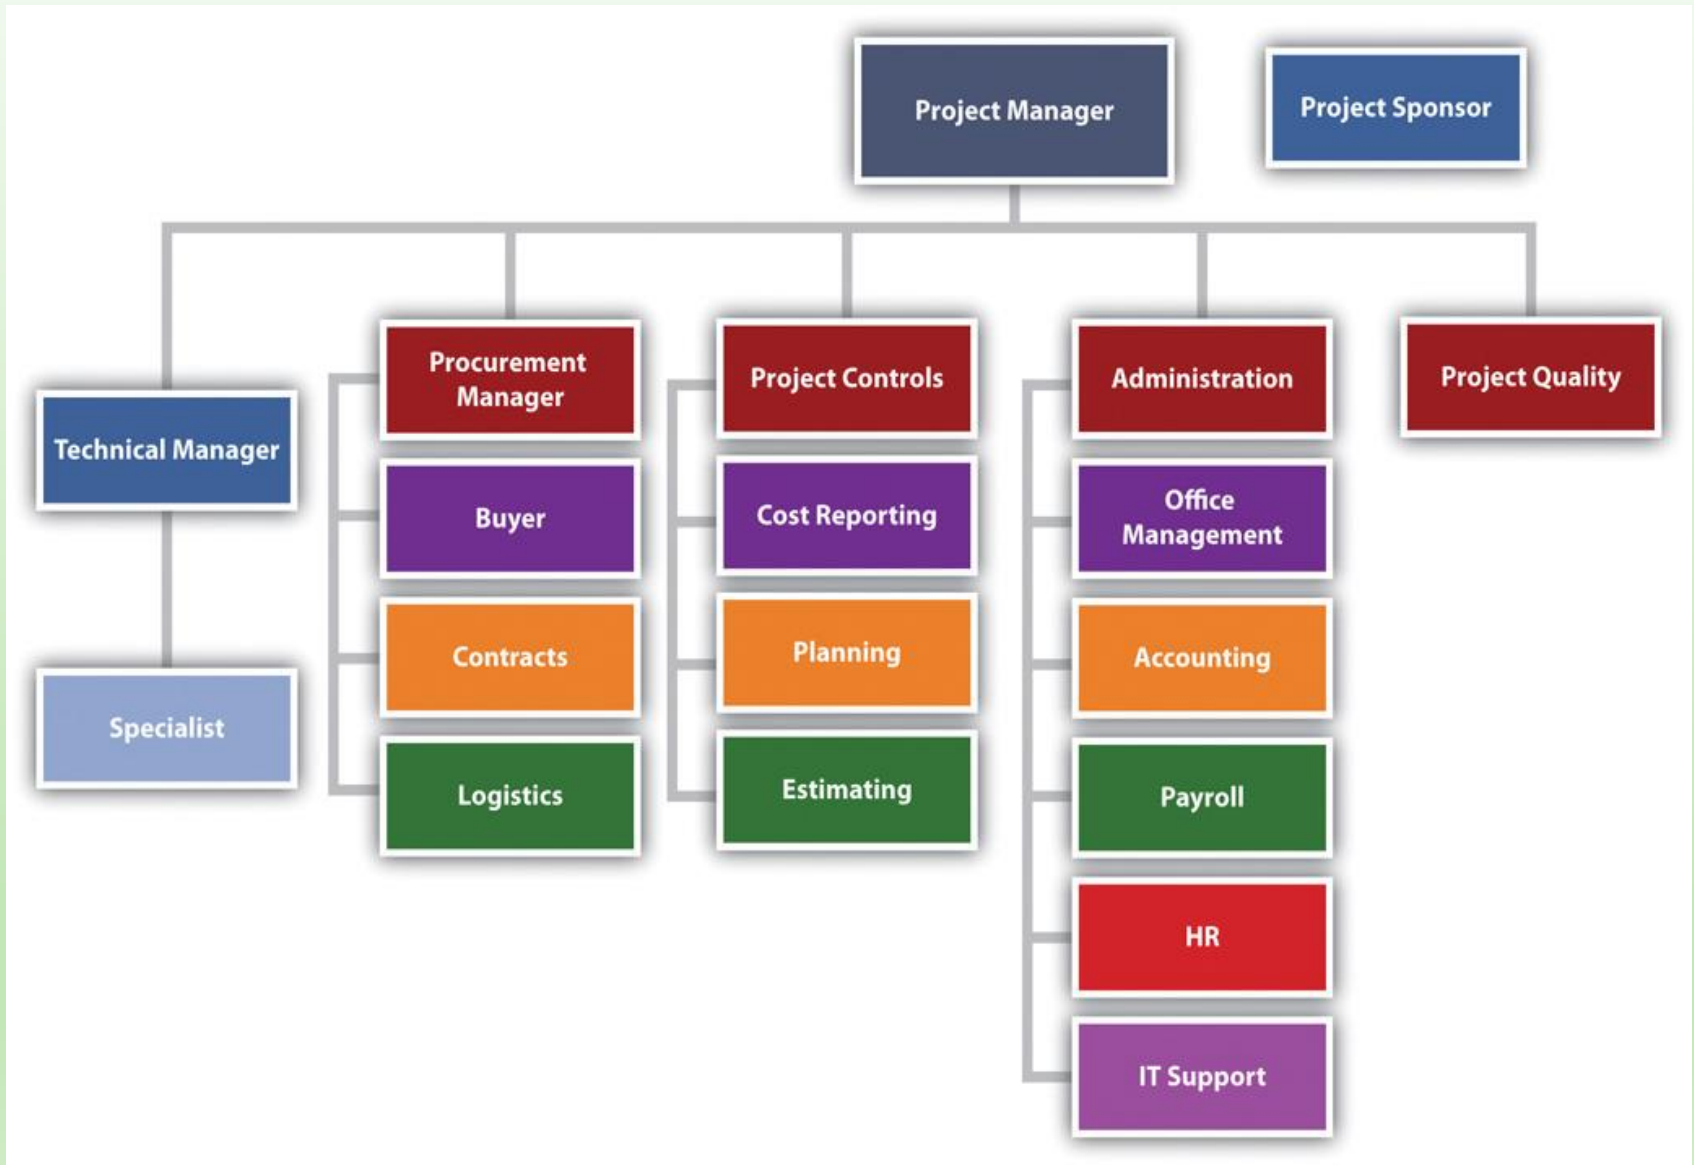 Project Manager
Project Sponsor
Technical Manager
Specialist
Procurement
Manager
Buyer
Contracts
Logistics
Project Controls
Cost Reporting
Planning
Estimating
Administration
Office
Management
Accounting
Payroll
HR
IT Support
Project Quality